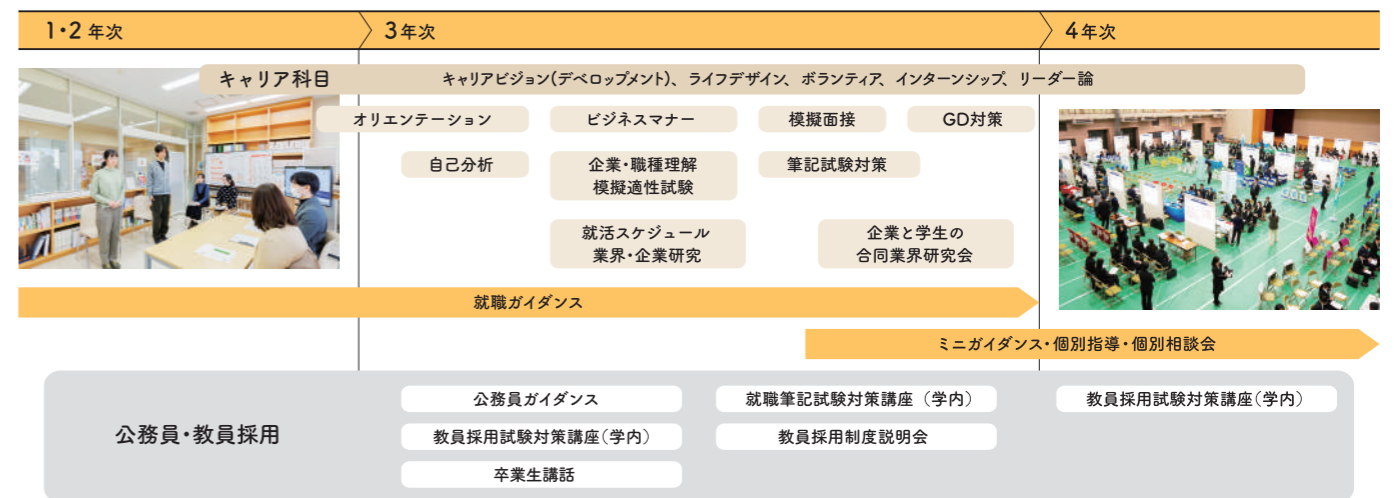 1・2 年次
3年次
4年次
キャリア科目
キャリアビジョン(デベロップメント)、ライフデザイン、ボランティア、インターンシップ、リーダー論
オリエンテーション
ビジネスマナー
模擬面接
GD対策
自己分析
企業・職種理解
模擬適性試験
筆記試験対策
就活スケジュール
業界・企業研究
企業と学生の
合同業界研究会
就職ガイダンス
ミニガイダンス・個別指導・個別相談会
公務員・教員採用
公務員ガイダンス
就職筆記試験対策講座（学内）
教員採用試験対策講座(学内)
教員採用試験対策講座(学内)
教員採用制度説明会
卒業生講話